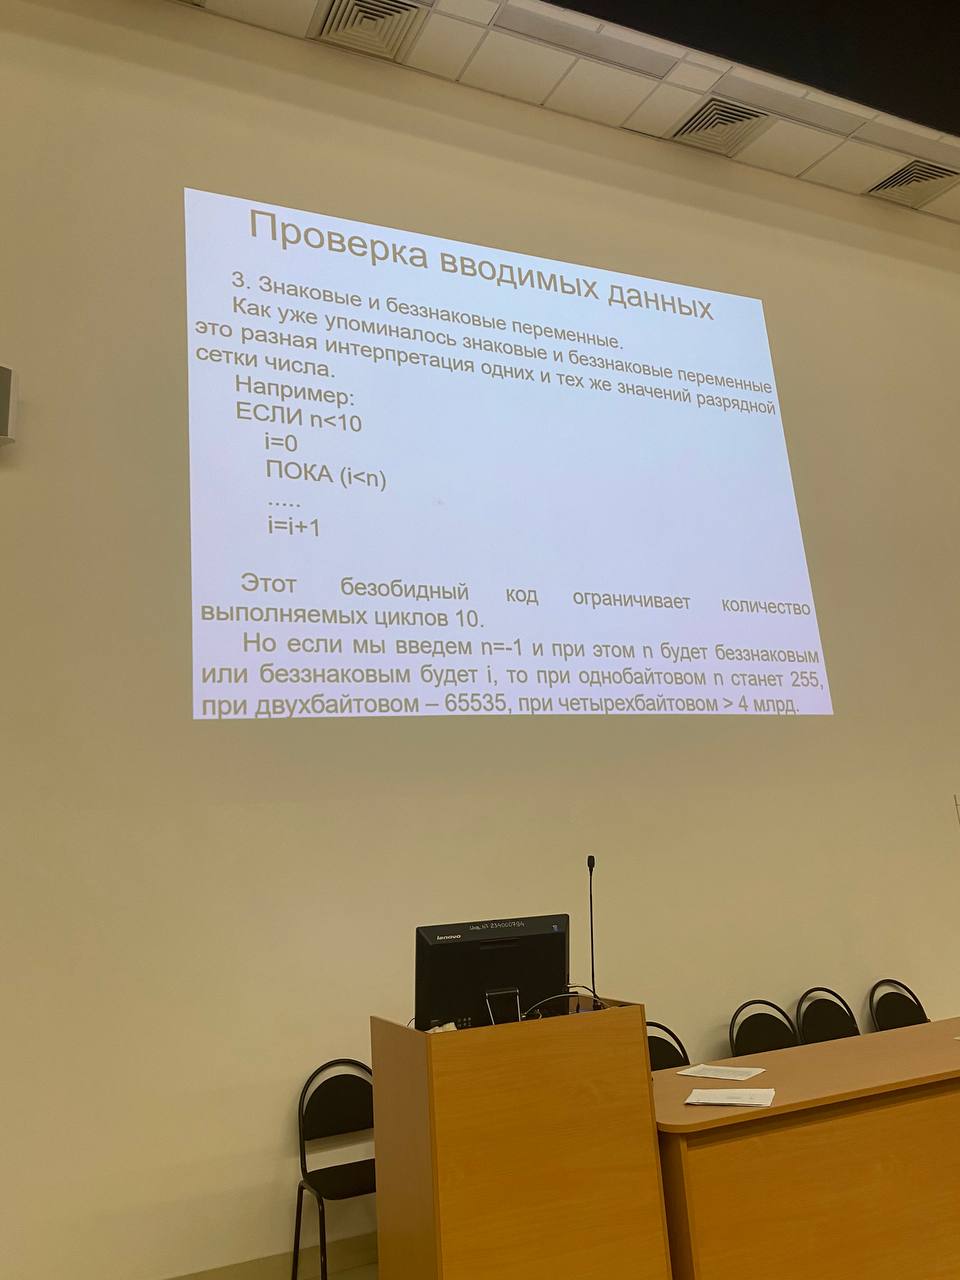 Проверка вводимых данных
3. Знаковые и беззнаковые переменные.
Как уже упоминалось знаковые и беззнаковые переменные
это разная интерпретация одних и тех же значений разрядной
сетки числа.
Например:
ЕСЛИ n<10
i=0
ПОКА (i<n)
.....
i=i+1
Этот безобидный код ограничивает количество
выполняемых циклов 10.
Но если мы введем n=-1 и при этом n будет беззнаковым
или беззнаковым будет i, то при однобайтовом n станет 255,
при двухбайтовом – 65535, при четырехбайтовом > 4 млрд.
lenovo